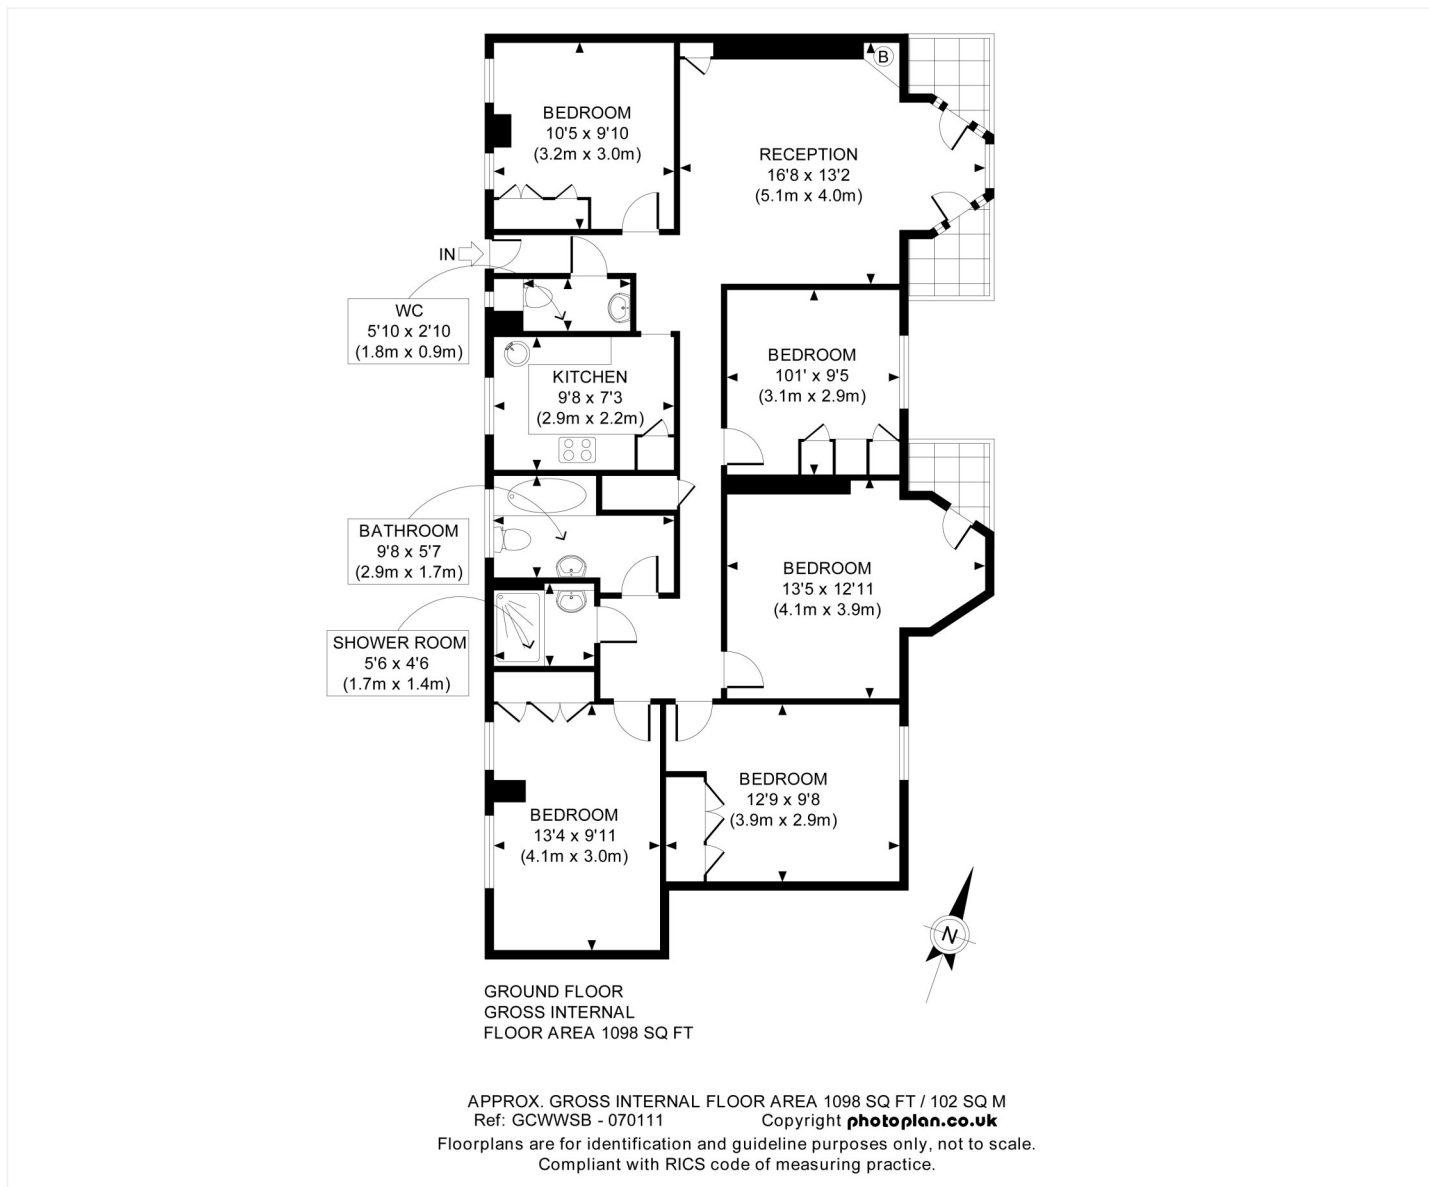 BEDROOM
10'5 x 9'10
(3.2m x 3.0m)
B
RECEPTION
16'8 x 13'2
(5.1m x 4.0m)
IN
WC
5'10 x 2'10
(1.8m x 0.9m)
KITCHEN
9'8 x 7'3
(2.9m x 2.2m)
BEDROOM
101' x 9'5
(3.1m x 2.9m)
BATHROOM
9'8 x 5'7
(2.9m x 1.7m)
BEDROOM
13'5 x 12'11
(4.1m x 3.9m)
SHOWER ROOM
5'6 x 4'6
(1.7m x 1.4m)
BEDROOM
13'4 x 9'11
(4.1m x 3.0m)
BEDROOM
12'9 x 9'8
(3.9m x 2.9m)
N
GROUND FLOOR
GROSS INTERNAL
FLOOR AREA 1098 SQ FT
APPROX. GROSS INTERNAL FLOOR AREA 1098 SQ FT / 102 SQ M
Ref: GCWWSB - 070111 Copyright photoplan.co.uk
Floorplans are for identification and guideline purposes only, not to scale.
Compliant with RICS code of measuring practice.